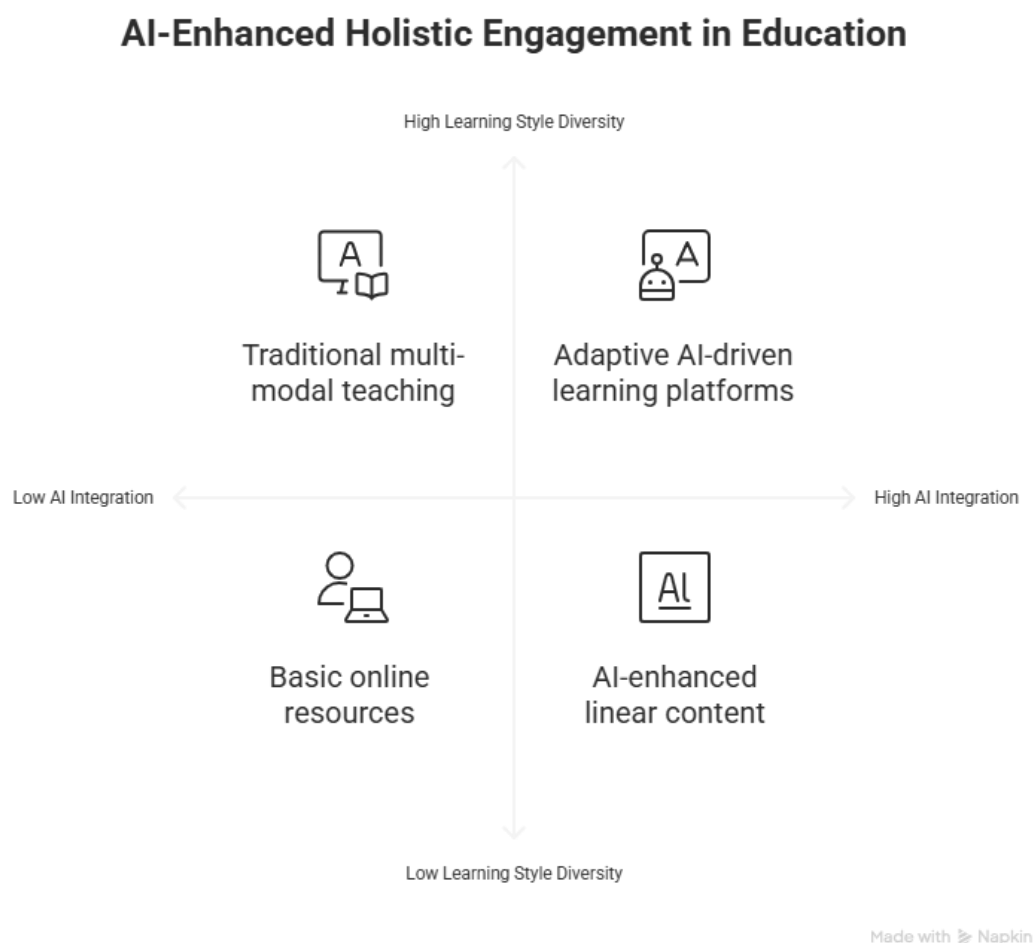 AI-Enhanced Holistic Engagement in Education
High Learning Style Diversity
A
A
Traditional multi-
modal teaching
Adaptive AI-driven
learning platforms
Low AI Integration
High AI Integration
AI
Basic online
resources
AI-enhanced
linear content
Low Learning Style Diversity
Made with Napkin